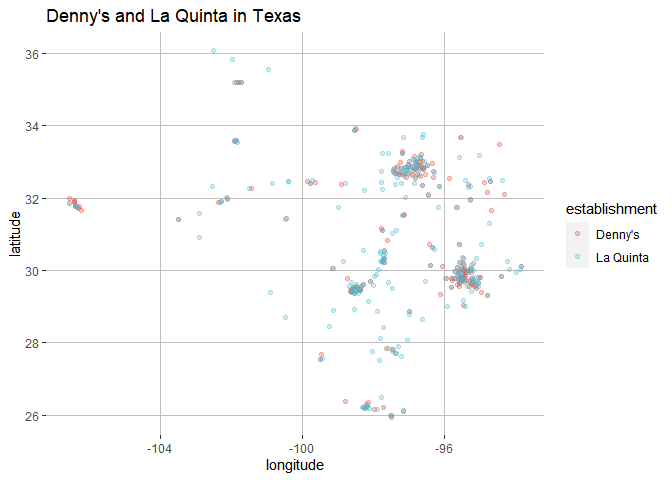 Denny's and La Quinta in Texas
36
34
32
30
28
26
latitude
-104
-100
-96
longitude
establishment
Denny's
La Quinta